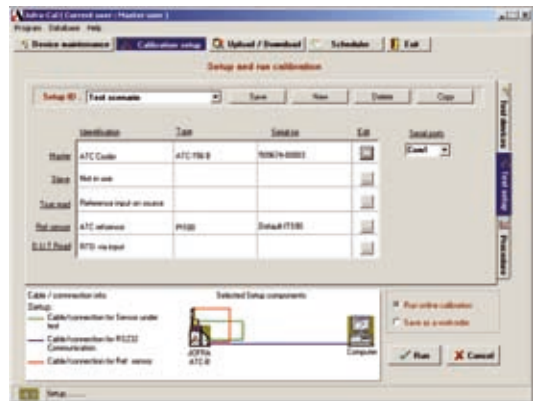 Jofra-Cal ( Current user : Master user )
Program Database Help
Device maintenance Calibration setup Upload / Download Scheduler Exit
Setup and run calibration
Setup ID : Test scenario Save New Delete Copy
Identification Type Serial no Edit Serial ports
Master ATC Cooler ATC-156 B Com1
Slave Not in use
True read Reference input on source
Ref. sensor ATC reference Pt100
D.U.T Read RTD via input
Test devices
Test setup
Procedure
Cable / connection info. Selected Setup components
Setup:
Cable/connection for Sensor under test
Cable/connection for RS232 Communication.
Cable/connection for Ref. sensor
JOFRA ATC-B
Computer
Run online calibration
Save as a workorder
Run Cancel
Setup.......